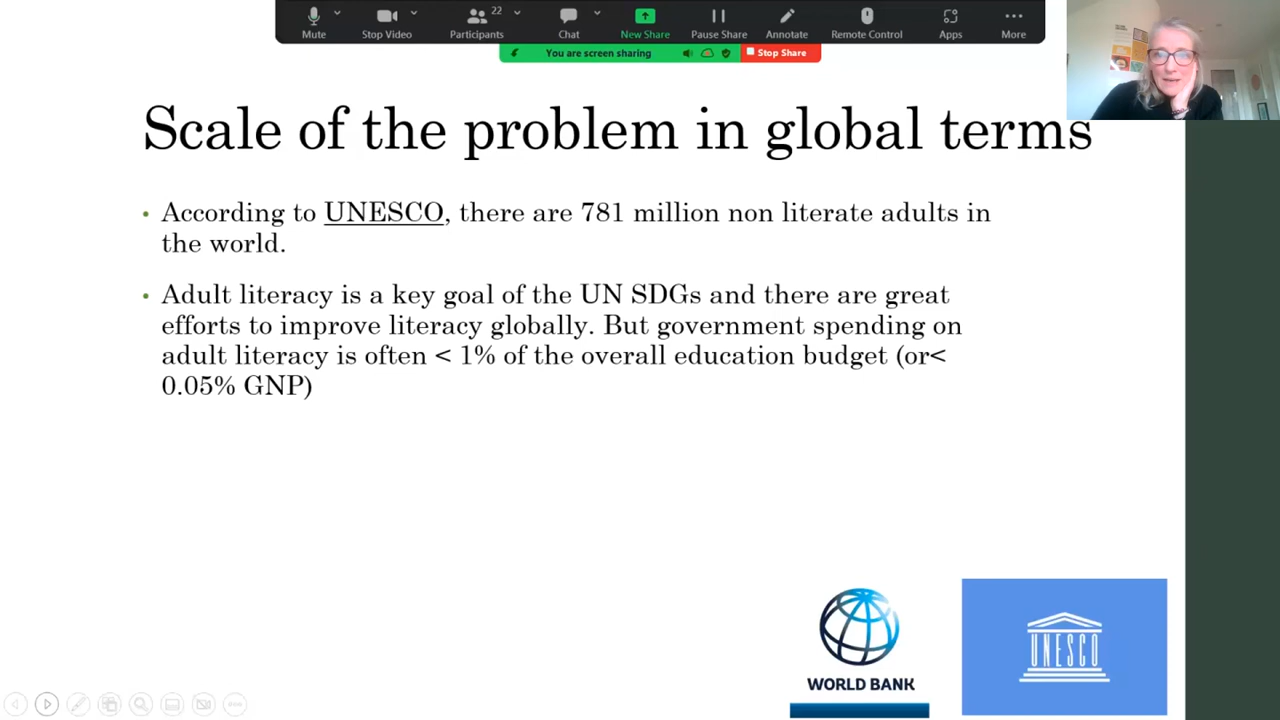 22
Mute
Stop Video
Participants
Chat
New Share
Pause Share
Annotate
Remote Control
Apps
More
You are screen sharing
Stop Share
Scale of the problem in global terms
• According to UNESCO, there are 781 million non literate adults in
the world.
• Adult literacy is a key goal of the UN SDGs and there are great
efforts to improve literacy globally. But government spending on
adult literacy is often < 1% of the overall education budget (or<
0.05% GNP)
WORLD BANK
UNESCO